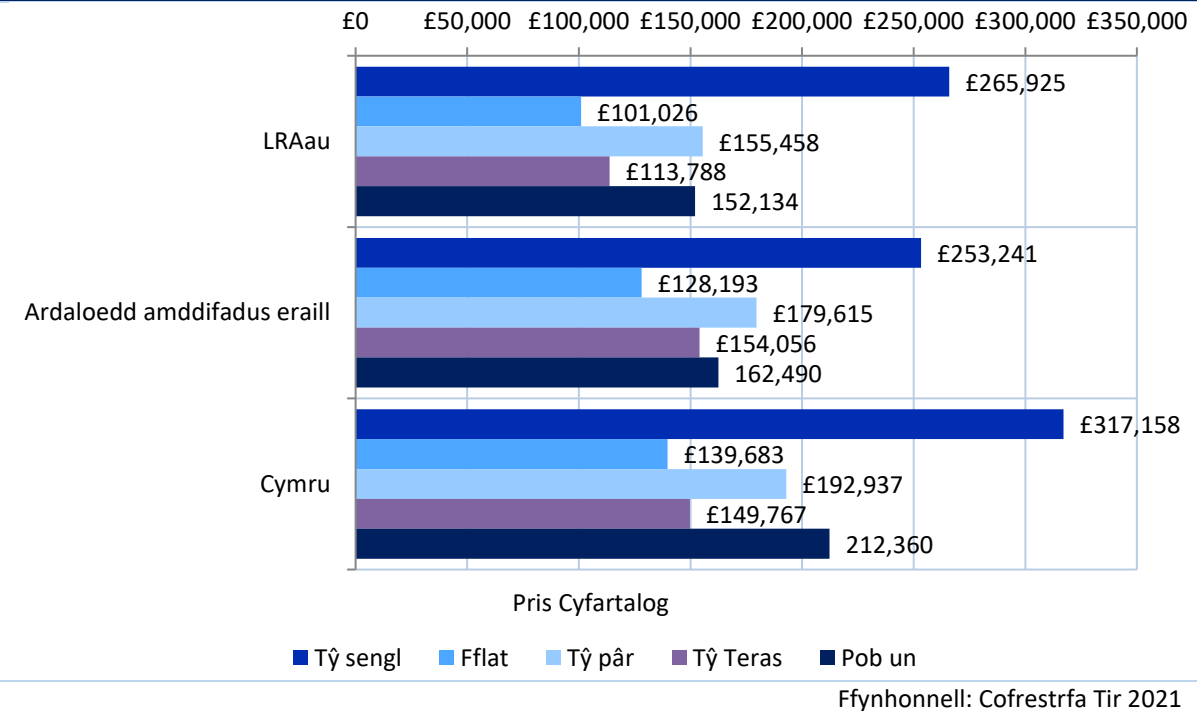 £0 £50,000 £100,000 £150,000 £200,000 £250,000 £300,000 £350,000
£265,925
£101,026
LRAau
£155,458
£113,788
152,134
£253,241
£128,193
Ardaloedd amddifadus eraill
£179,615
£154,056
162,490
£317,158
£139,683
Cymru
£192,937
£149,767
212,360
Pris Cyfartalog
Tŷ sengl Fflat Tŷ pâr Tŷ Teras Pob un
Ffynhonnell: Cofrestrfa Tir 2021